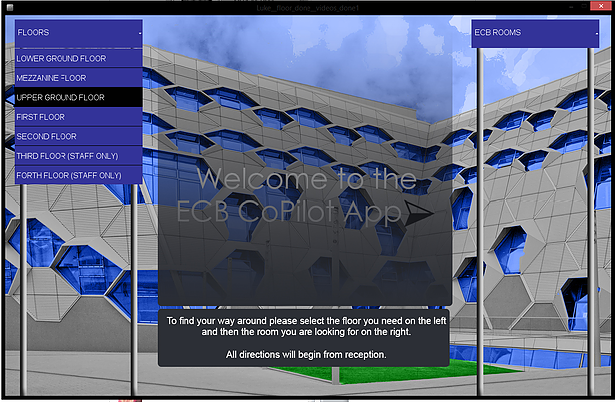 Luke_floor_done_videos_done1
FLOORS
ECB ROOMS
LOWER GROUND FLOOR
MEZZANINE FLOOR
UPPER GROUND FLOOR
FIRST FLOOR
SECOND FLOOR
THIRD FLOOR (STAFF ONLY)
FORTH FLOOR (STAFF ONLY)
Welcome to the
ECB CoPilot App
To find your way around please select the floor you need on the left
and then the room you are looking for on the right.
All directions will begin from reception.